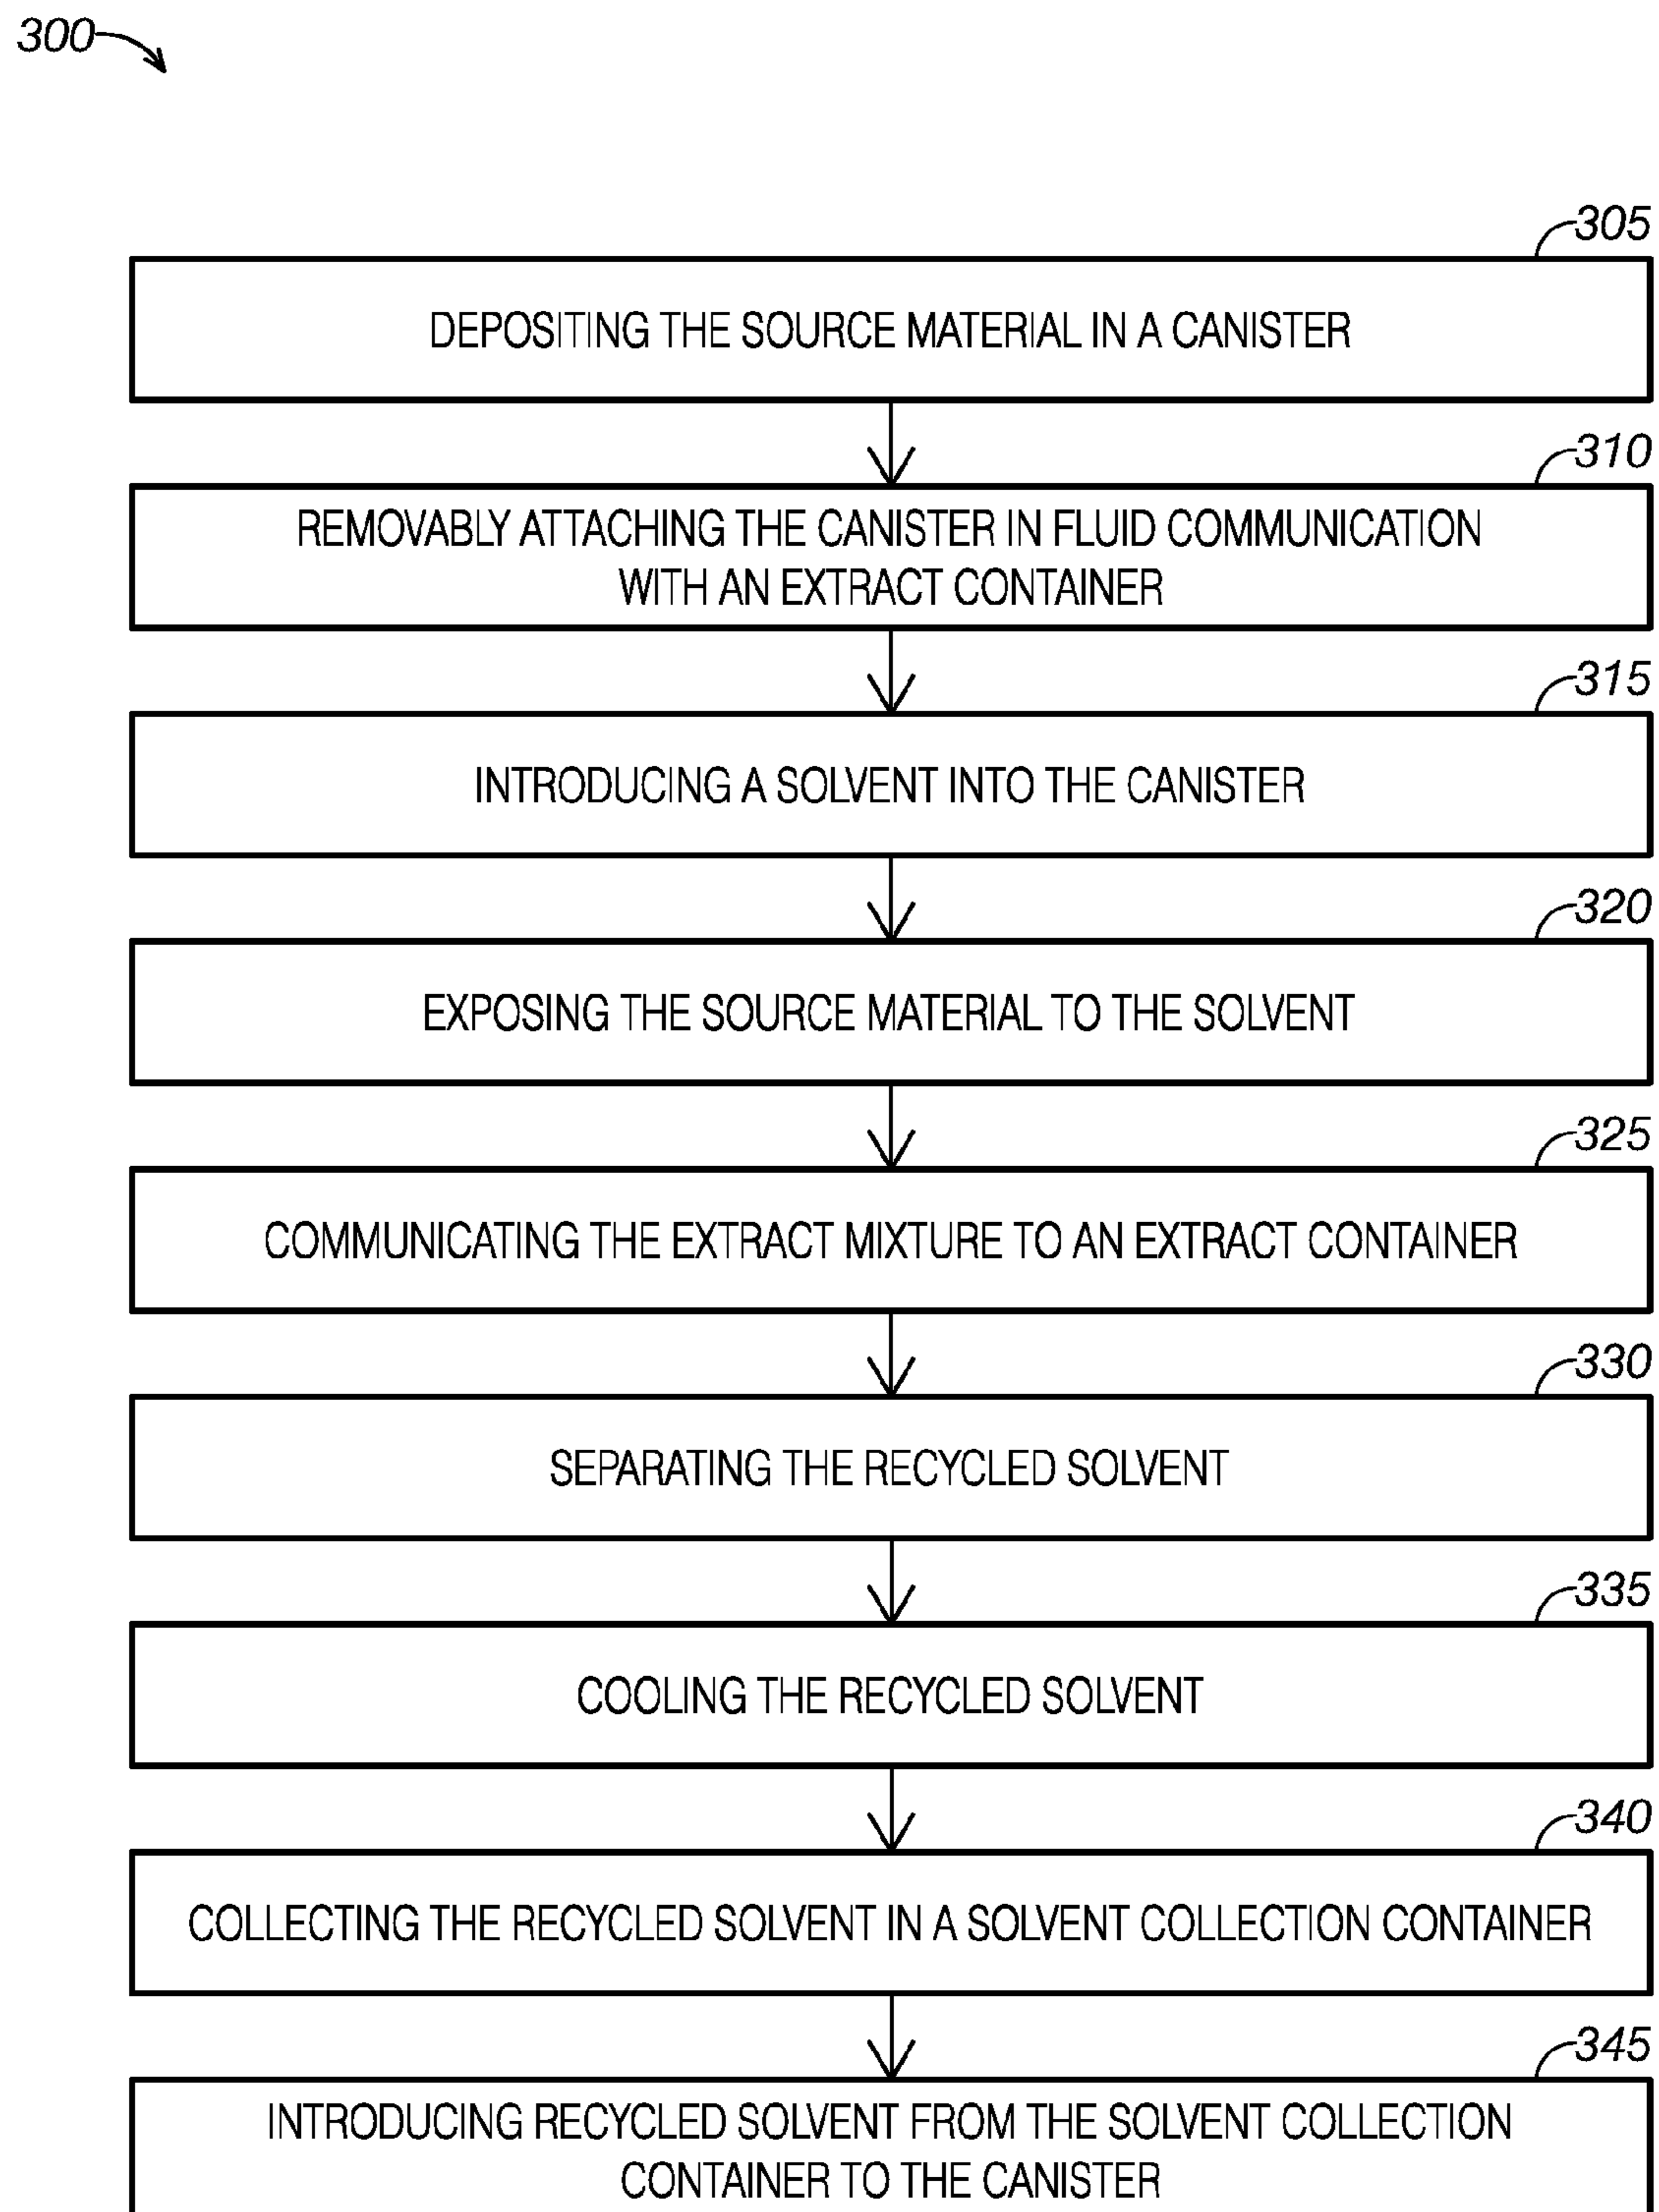 300
305
DEPOSITING THE SOURCE MATERIAL IN A CANISTER
310
REMOVABLY ATTACHING THE CANISTER IN FLUID COMMUNICATION
WITH AN EXTRACT CONTAINER
315
INTRODUCING A SOLVENT INTO THE CANISTER
320
EXPOSING THE SOURCE MATERIAL TO THE SOLVENT
325
COMMUNICATING THE EXTRACT MIXTURE TO AN EXTRACT CONTAINER
330
SEPARATING THE RECYCLED SOLVENT
335
COOLING THE RECYCLED SOLVENT
340
COLLECTING THE RECYCLED SOLVENT IN A SOLVENT COLLECTION CONTAINER
345
INTRODUCING RECYCLED SOLVENT FROM THE SOLVENT COLLECTION
CONTAINER TO THE CANISTER